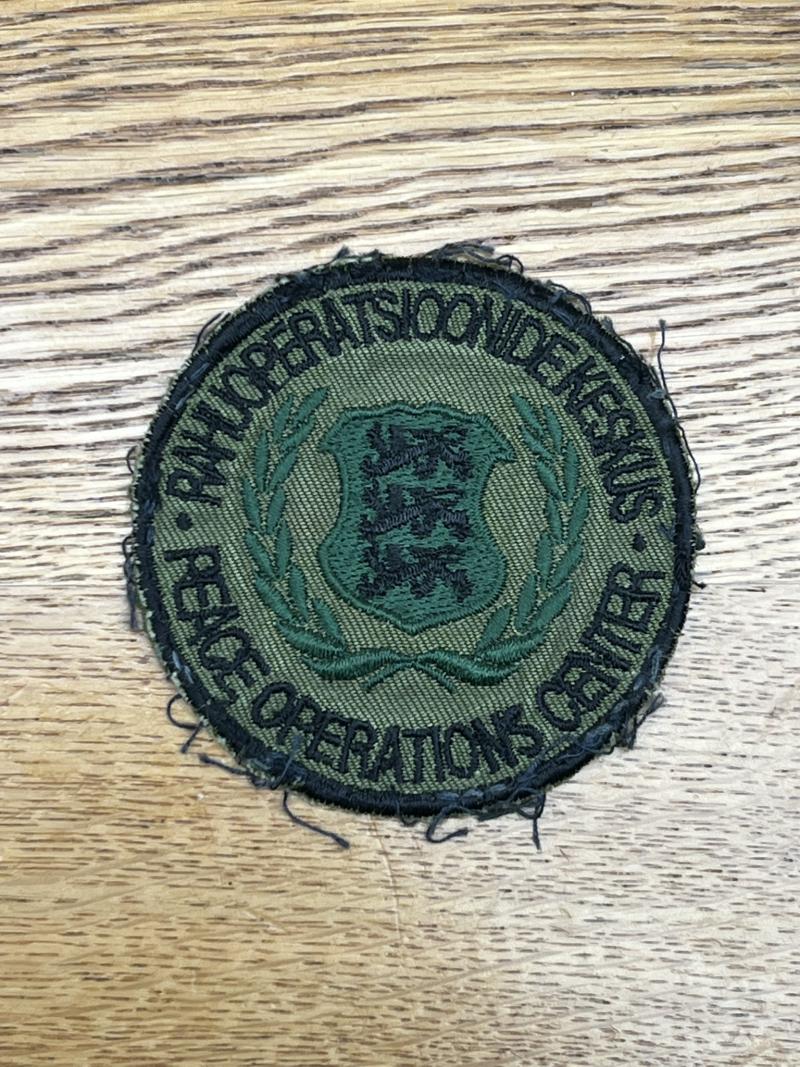 RAHUOPERATSIOONIDE KESKUS
• PEACE OPERATIONS CENTER •